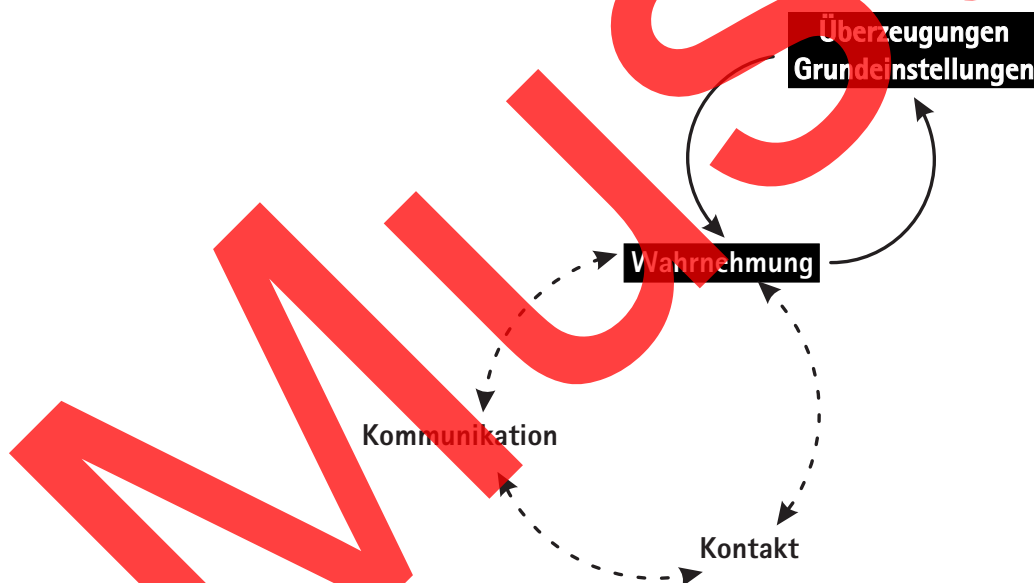 Überzeugungen
Grundeinstellungen
Wahrnehmung
Kommunikation
Kontakt
Mus